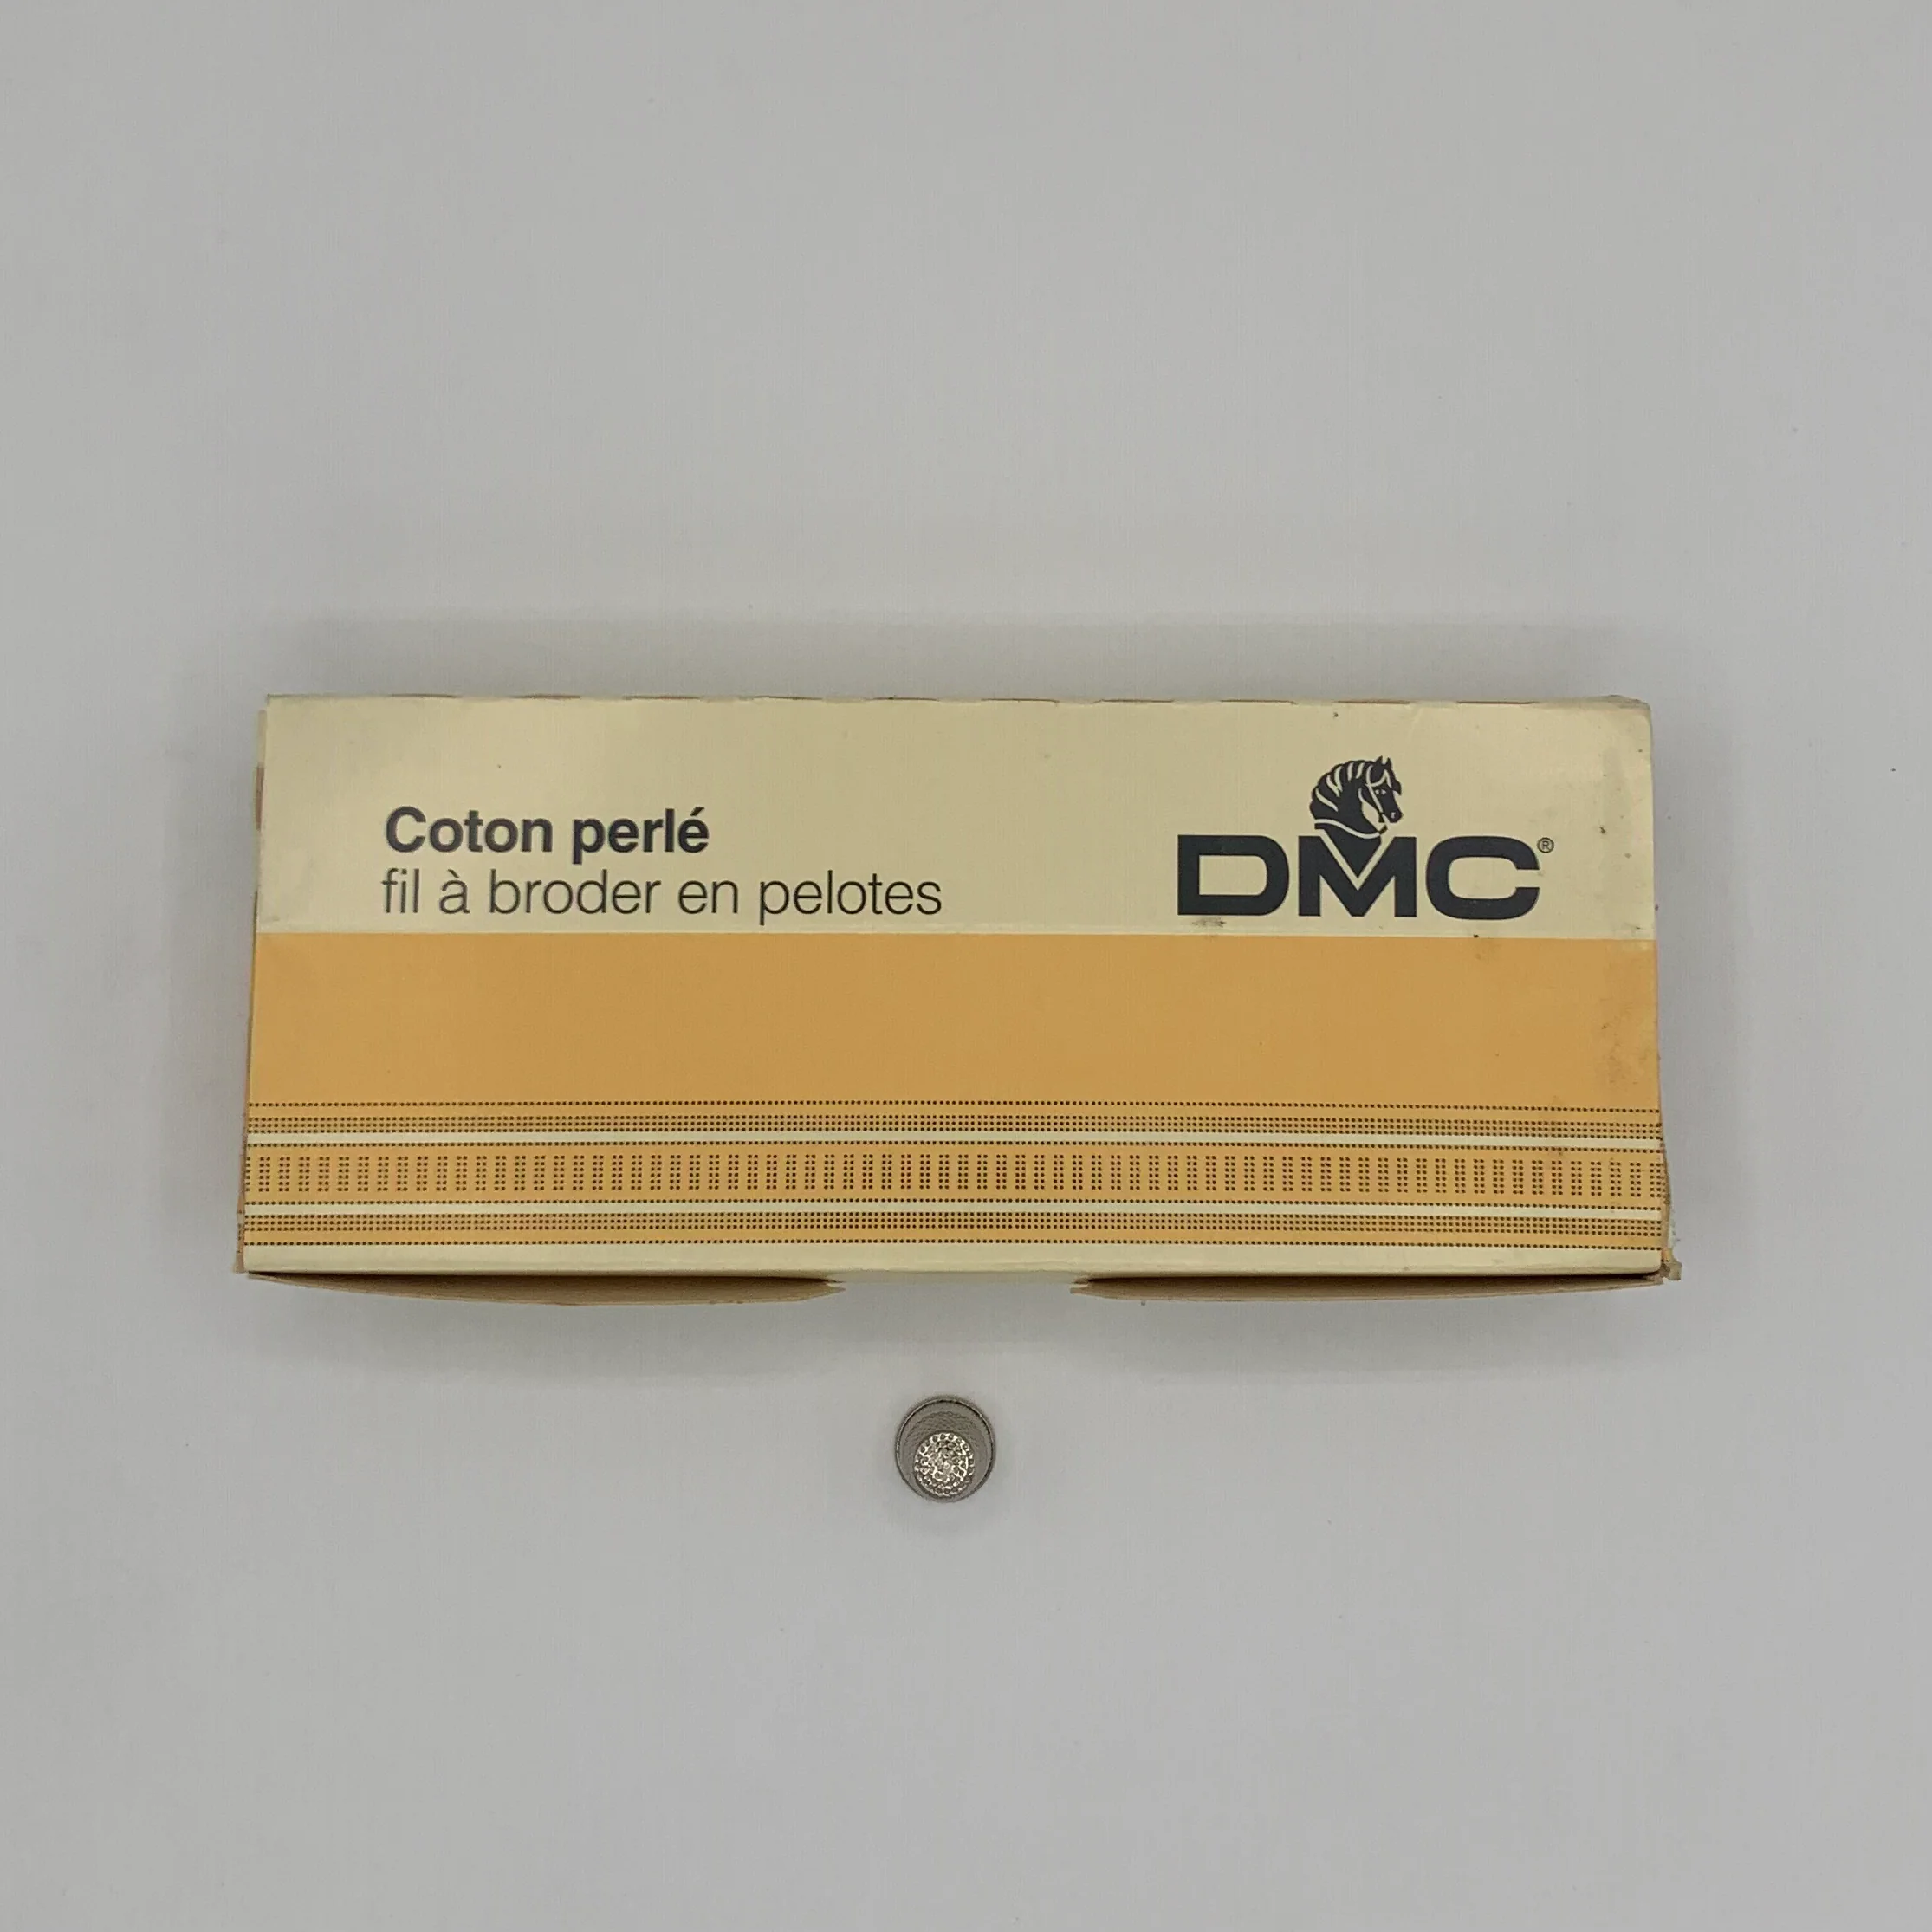 Coton perlé
fil à broder en pelotes
DMC®